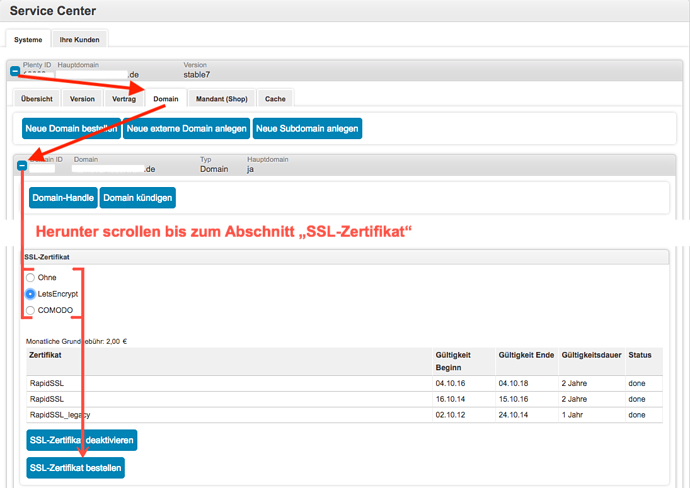 Service Center
Systeme Ihre Kunden
Plenty ID Hauptdomain Version
.de stable7
Übersicht Version Vertrag Domain Mandant (Shop) Cache
Neue Domain bestellen Neue externe Domain anlegen Neue Subdomain anlegen
Domain ID Domain Typ Hauptdomain
.de Domain ja
Domain-Handle Domain kündigen
Herunter scrollen bis zum Abschnitt „SSL-Zertifikat“
SSL-Zertifikat
Ohne
LetsEncrypt
COMODO
Monatliche Grundgebühr: 2,00 €
Zertifikat Gültigkeit Beginn Gültigkeit Ende Gültigkeitsdauer Status
RapidSSL 04.10.16 04.10.18 2 Jahre done
RapidSSL 16.10.14 15.10.16 2 Jahre done
RapidSSL_legacy 02.10.12 24.10.14 1 Jahr done
SSL-Zertifikat deaktivieren
SSL-Zertifikat bestellen